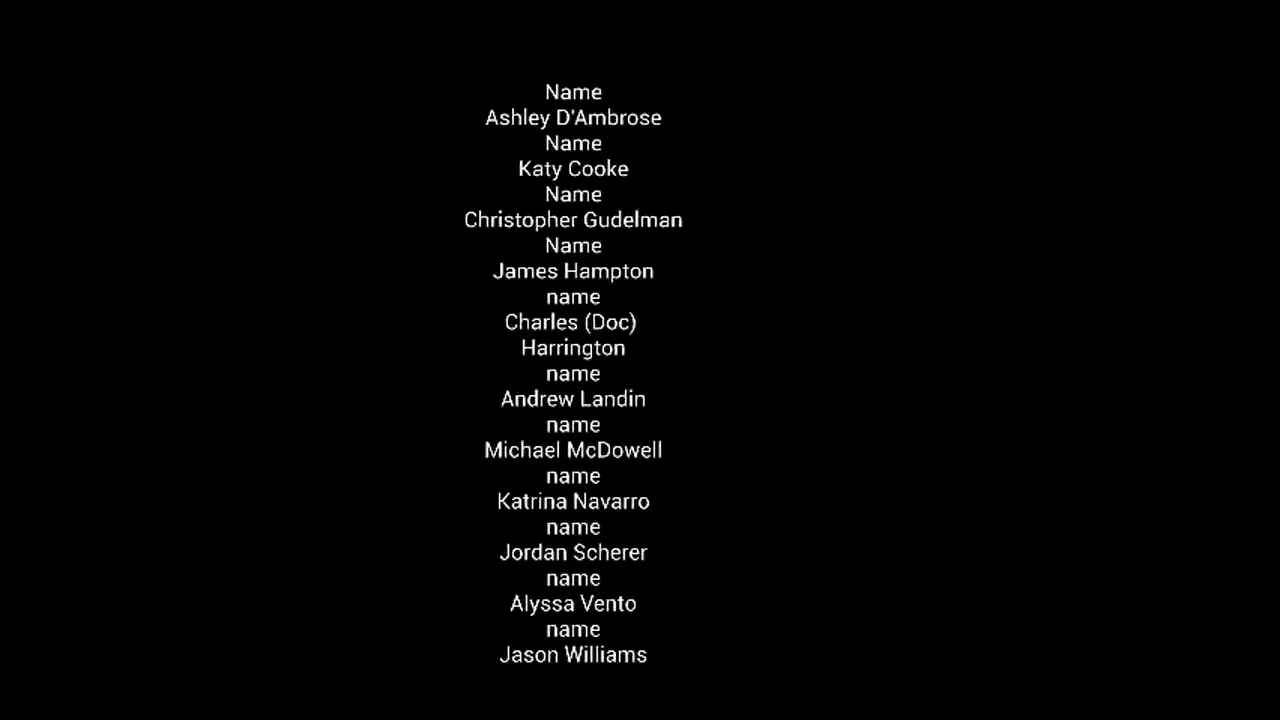 Name
Ashley D'Ambrose
Name
Katy Cooke
Name
Christopher Gudelman
Name
James Hampton
name
Charles (Doc)
Harrington
name
Andrew Landin
name
Michael McDowell
name
Katrina Navarro
name
Jordan Scherer
name
Alyssa Vento
name
Jason Williams